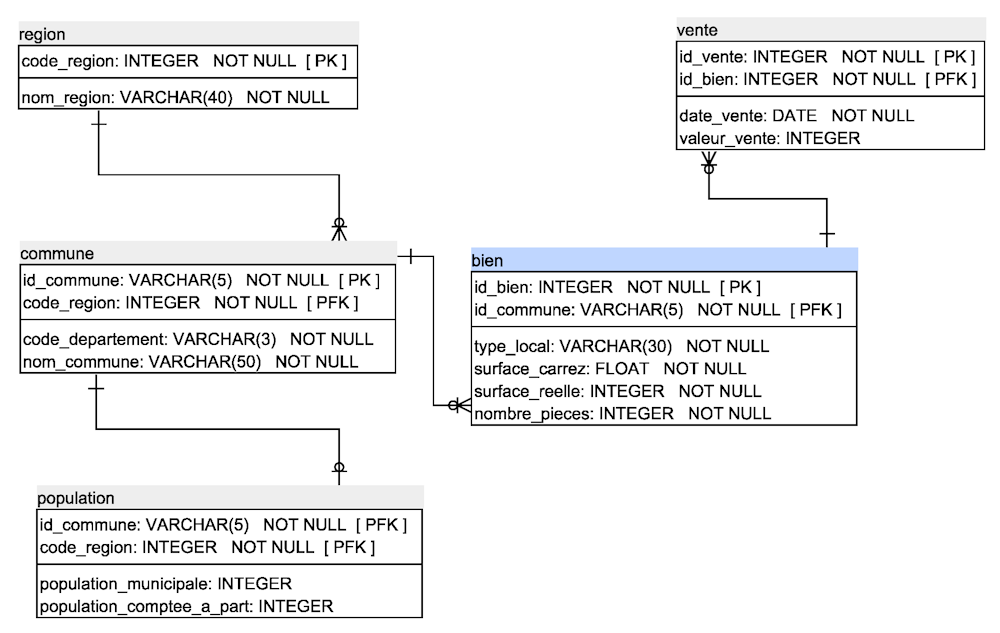 region
code_region: INTEGER NOT NULL [ PK ]
nom_region: VARCHAR(40) NOT NULL
vente
id_vente: INTEGER NOT NULL [ PK ]
id_bien: INTEGER NOT NULL [ PFK ]
date_vente: DATE NOT NULL
valeur_vente: INTEGER
commune
id_commune: VARCHAR(5) NOT NULL [ PK ]
code_region: INTEGER NOT NULL [ PFK ]
code_departement: VARCHAR(3) NOT NULL
nom_commune: VARCHAR(50) NOT NULL
bien
id_bien: INTEGER NOT NULL [ PK ]
id_commune: VARCHAR(5) NOT NULL [ PFK ]
type_local: VARCHAR(30) NOT NULL
surface_carrez: FLOAT NOT NULL
surface_reelle: INTEGER NOT NULL
nombre_pieces: INTEGER NOT NULL
population
id_commune: VARCHAR(5) NOT NULL [ PFK ]
code_region: INTEGER NOT NULL [ PFK ]
population_municipale: INTEGER
population_comptee_a_part: INTEGER